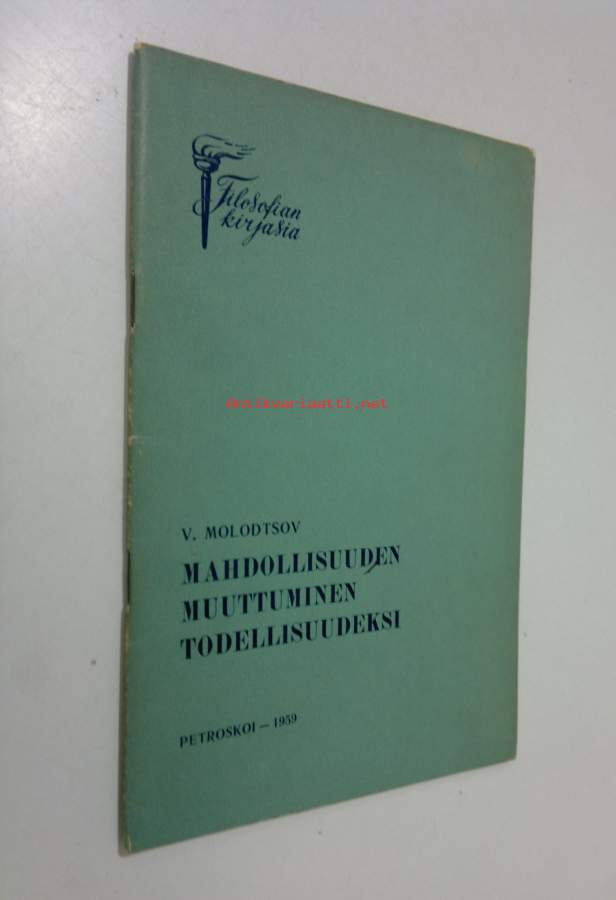 Filosofian
kirjasia
antikvariaatti.net
V. MOLODTSOV
MAHDOLLISUUDEN
MUUTTUMINEN
TODELLISUUDEKSI
PETROSKOI — 1959